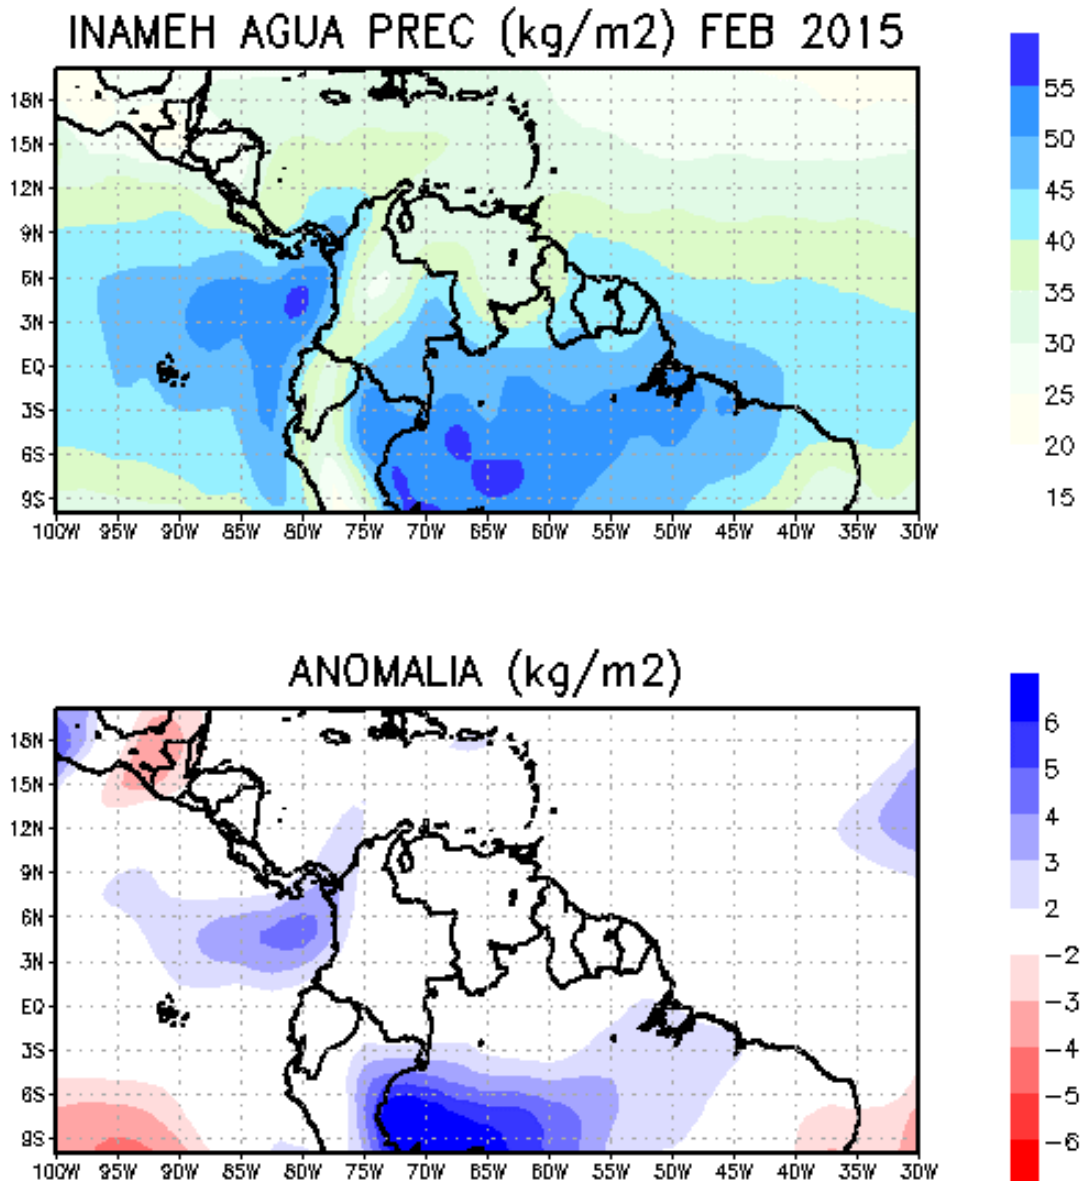 INAMEH AGUA PREC (kg/m2) FEB 2015
18N
15N
12N
9N
6N
3N
EQ
3S
6S
9S
100W 95W 90W 85W 80W 75W 70W 65W 60W 55W 50W 45W 40W 35W 30W
55
50
45
40
35
30
25
20
15
ANOMALIA (kg/m2)
18N
15N
12N
9N
6N
3N
EQ
3S
6S
9S
100W 95W 90W 85W 80W 75W 70W 65W 60W 55W 50W 45W 40W 35W 30W
6
5
4
3
2
-2
-3
-4
-5
-6